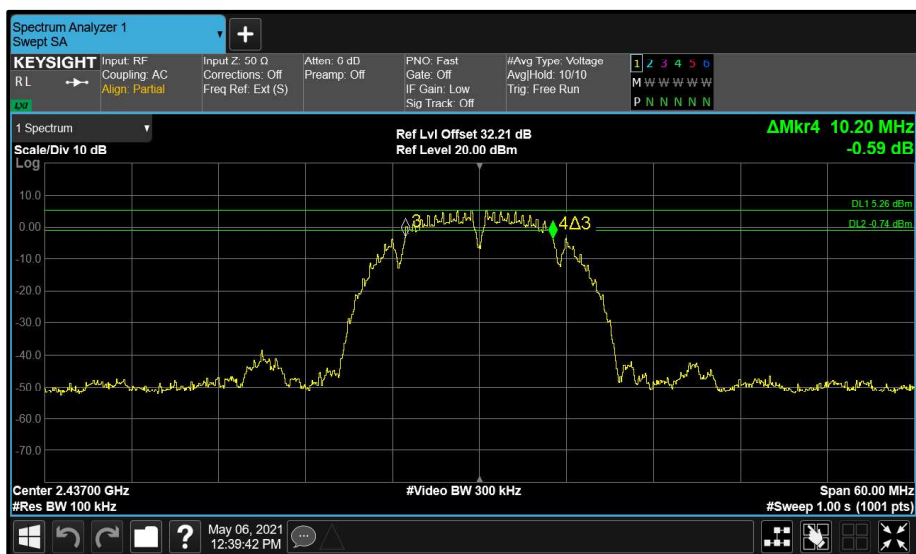 Spectrum Analyzer 1
Swept SA
KEYSIGHT
RL
LXI
Input: RF
Coupling: AC
Align: Partial
Input Z: 50 Ω
Corrections: Off
Freq Ref: Ext (S)
Atten: 6 dB
Preamp: Off
PNO: Fast
Gate: Off
IF Gain: Low
Sig Track: Off
#Avg Type: Voltage
Avg|Hold: 10/10
Trig: Free Run
1 2 3 4 5 6
M W W W W W
P N N N N N
1 Spectrum
Scale/Div 10 dB
Ref Lvl Offset 32.21 dB
Ref Level 20.00 dBm
ΔMkr4 10.20 MHz
-0.59 dB
Log
10.0
DL1 5.26 dBm
0.00
3
4Δ3
DL2 -0.74 dBm
-10.0
-20.0
-30.0
-40.0
-50.0
-60.0
-70.0
Center 2.43700 GHz
#Video BW 300 kHz
Span 60.00 MHz
#Res BW 100 kHz
#Sweep 1.00 s (1001 pts)
?
May 06, 2021
12:39:42 PM